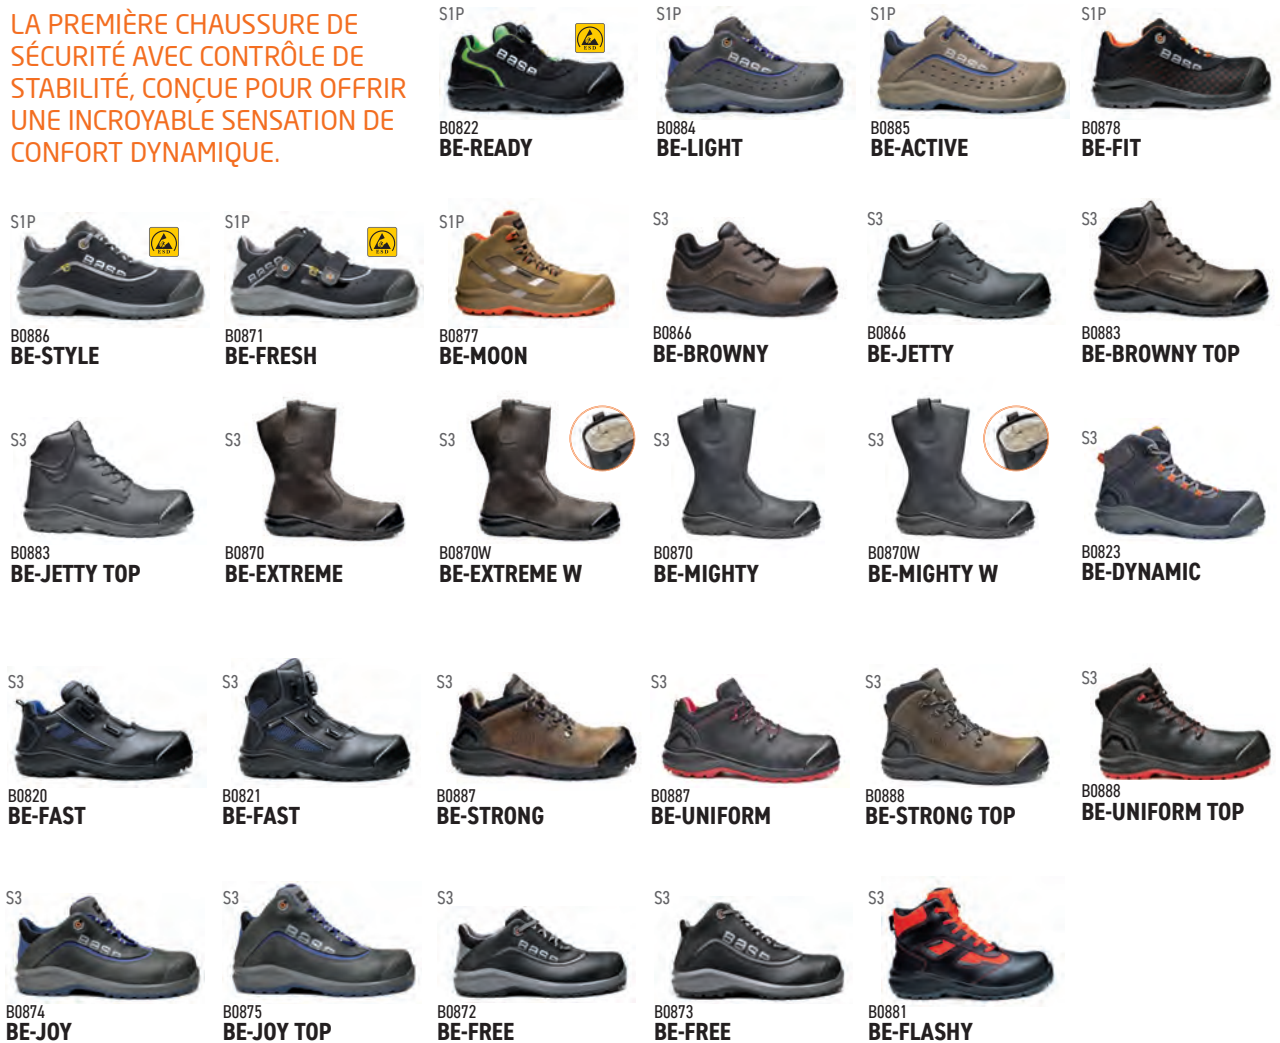 LA PREMIÈRE CHAUSSURE DE
SÉCURITÉ AVEC CONTRÔLE DE
STABILITÉ, CONÇUE POUR OFFRIR
UNE INCROYABLE SENSATION DE
CONFORT DYNAMIQUE.
S1P
ESD
B0822
BE-READY
S1P
B0884
BE-LIGHT
S1P
B0885
BE-ACTIVE
S1P
B0878
BE-FIT
S1P
ESD
B0886
BE-STYLE
S1P
ESD
B0871
BE-FRESH
S1P
B0877
BE-MOON
S3
B0866
BE-BROWNY
S3
B0866
BE-JETTY
S3
B0883
BE-BROWNY TOP
S3
B0883
BE-JETTY TOP
S3
B0870
BE-EXTREME
S3
B0870W
BE-EXTREME W
S3
B0870
BE-MIGHTY
S3
B0870W
BE-MIGHTY W
S3
B0823
BE-DYNAMIC
S3
B0820
BE-FAST
S3
B0821
BE-FAST
S3
B0887
BE-STRONG
S3
B0887
BE-UNIFORM
S3
B0888
BE-STRONG TOP
S3
B0888
BE-UNIFORM TOP
S3
B0874
BE-JOY
S3
B0875
BE-JOY TOP
S3
B0872
BE-FREE
S3
B0873
BE-FREE
S3
B0881
BE-FLASHY